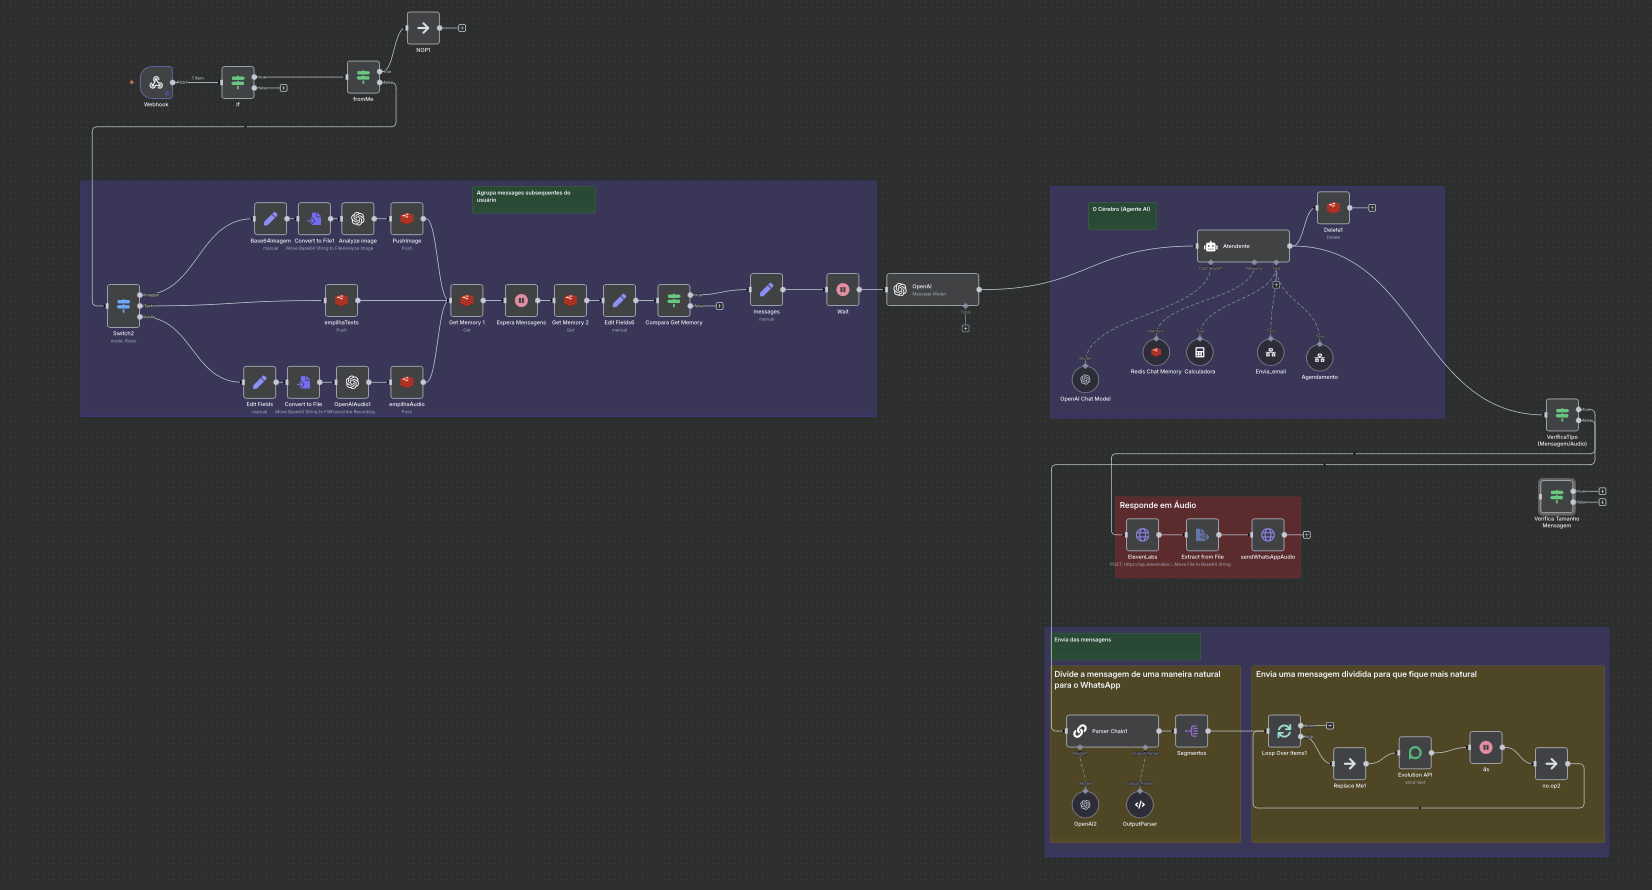 NOP1
Webhook
POST
1 item
If
true
fromMe
Agrupa messages subsequentes do
usuário
Base64Imagem
manual
Convert to File1
Move Base64 String to File
Analyze image
Analyze Image
PushImage
Push
Switch2
mode: Rules
empilhaTexto
Push
Get Memory 1
Get
Espera Mensagens
Get Memory 2
Get
Edit Fields6
manual
Compara Get Memory
messages
manual
Wait
Edit Fields
manual
Convert to File
Move Base64 String to File
OpenAIAudio1
Transcribe Recording
empilhaÁudio
Push
OpenAI
Message Model
Tools
O Cérebro (Agente AI)
Atendente
Chat Model*
Memory
Tool
Deleta1
Delete
OpenAI Chat Model
Redis Chat Memory
Calculadora
Envia_email
Agendamento
VerificaTipo
(Mensagem/Audio)
Verifica Tamanho
Mensagem
Responde em Áudio
ElevenLabs
Extract from File
Move File to Base64 String
sendWhatsAppAudio
Envia das mensagens
Divide a mensagem de uma maneira natural
para o WhatsApp
Parser Chain1
Segmentos
OpenAI2
OutputParser
Envia uma mensagem dividida para que fique mais natural
Loop Over Items1
Replace Me1
Evolution API
send-text
4s
no.op2